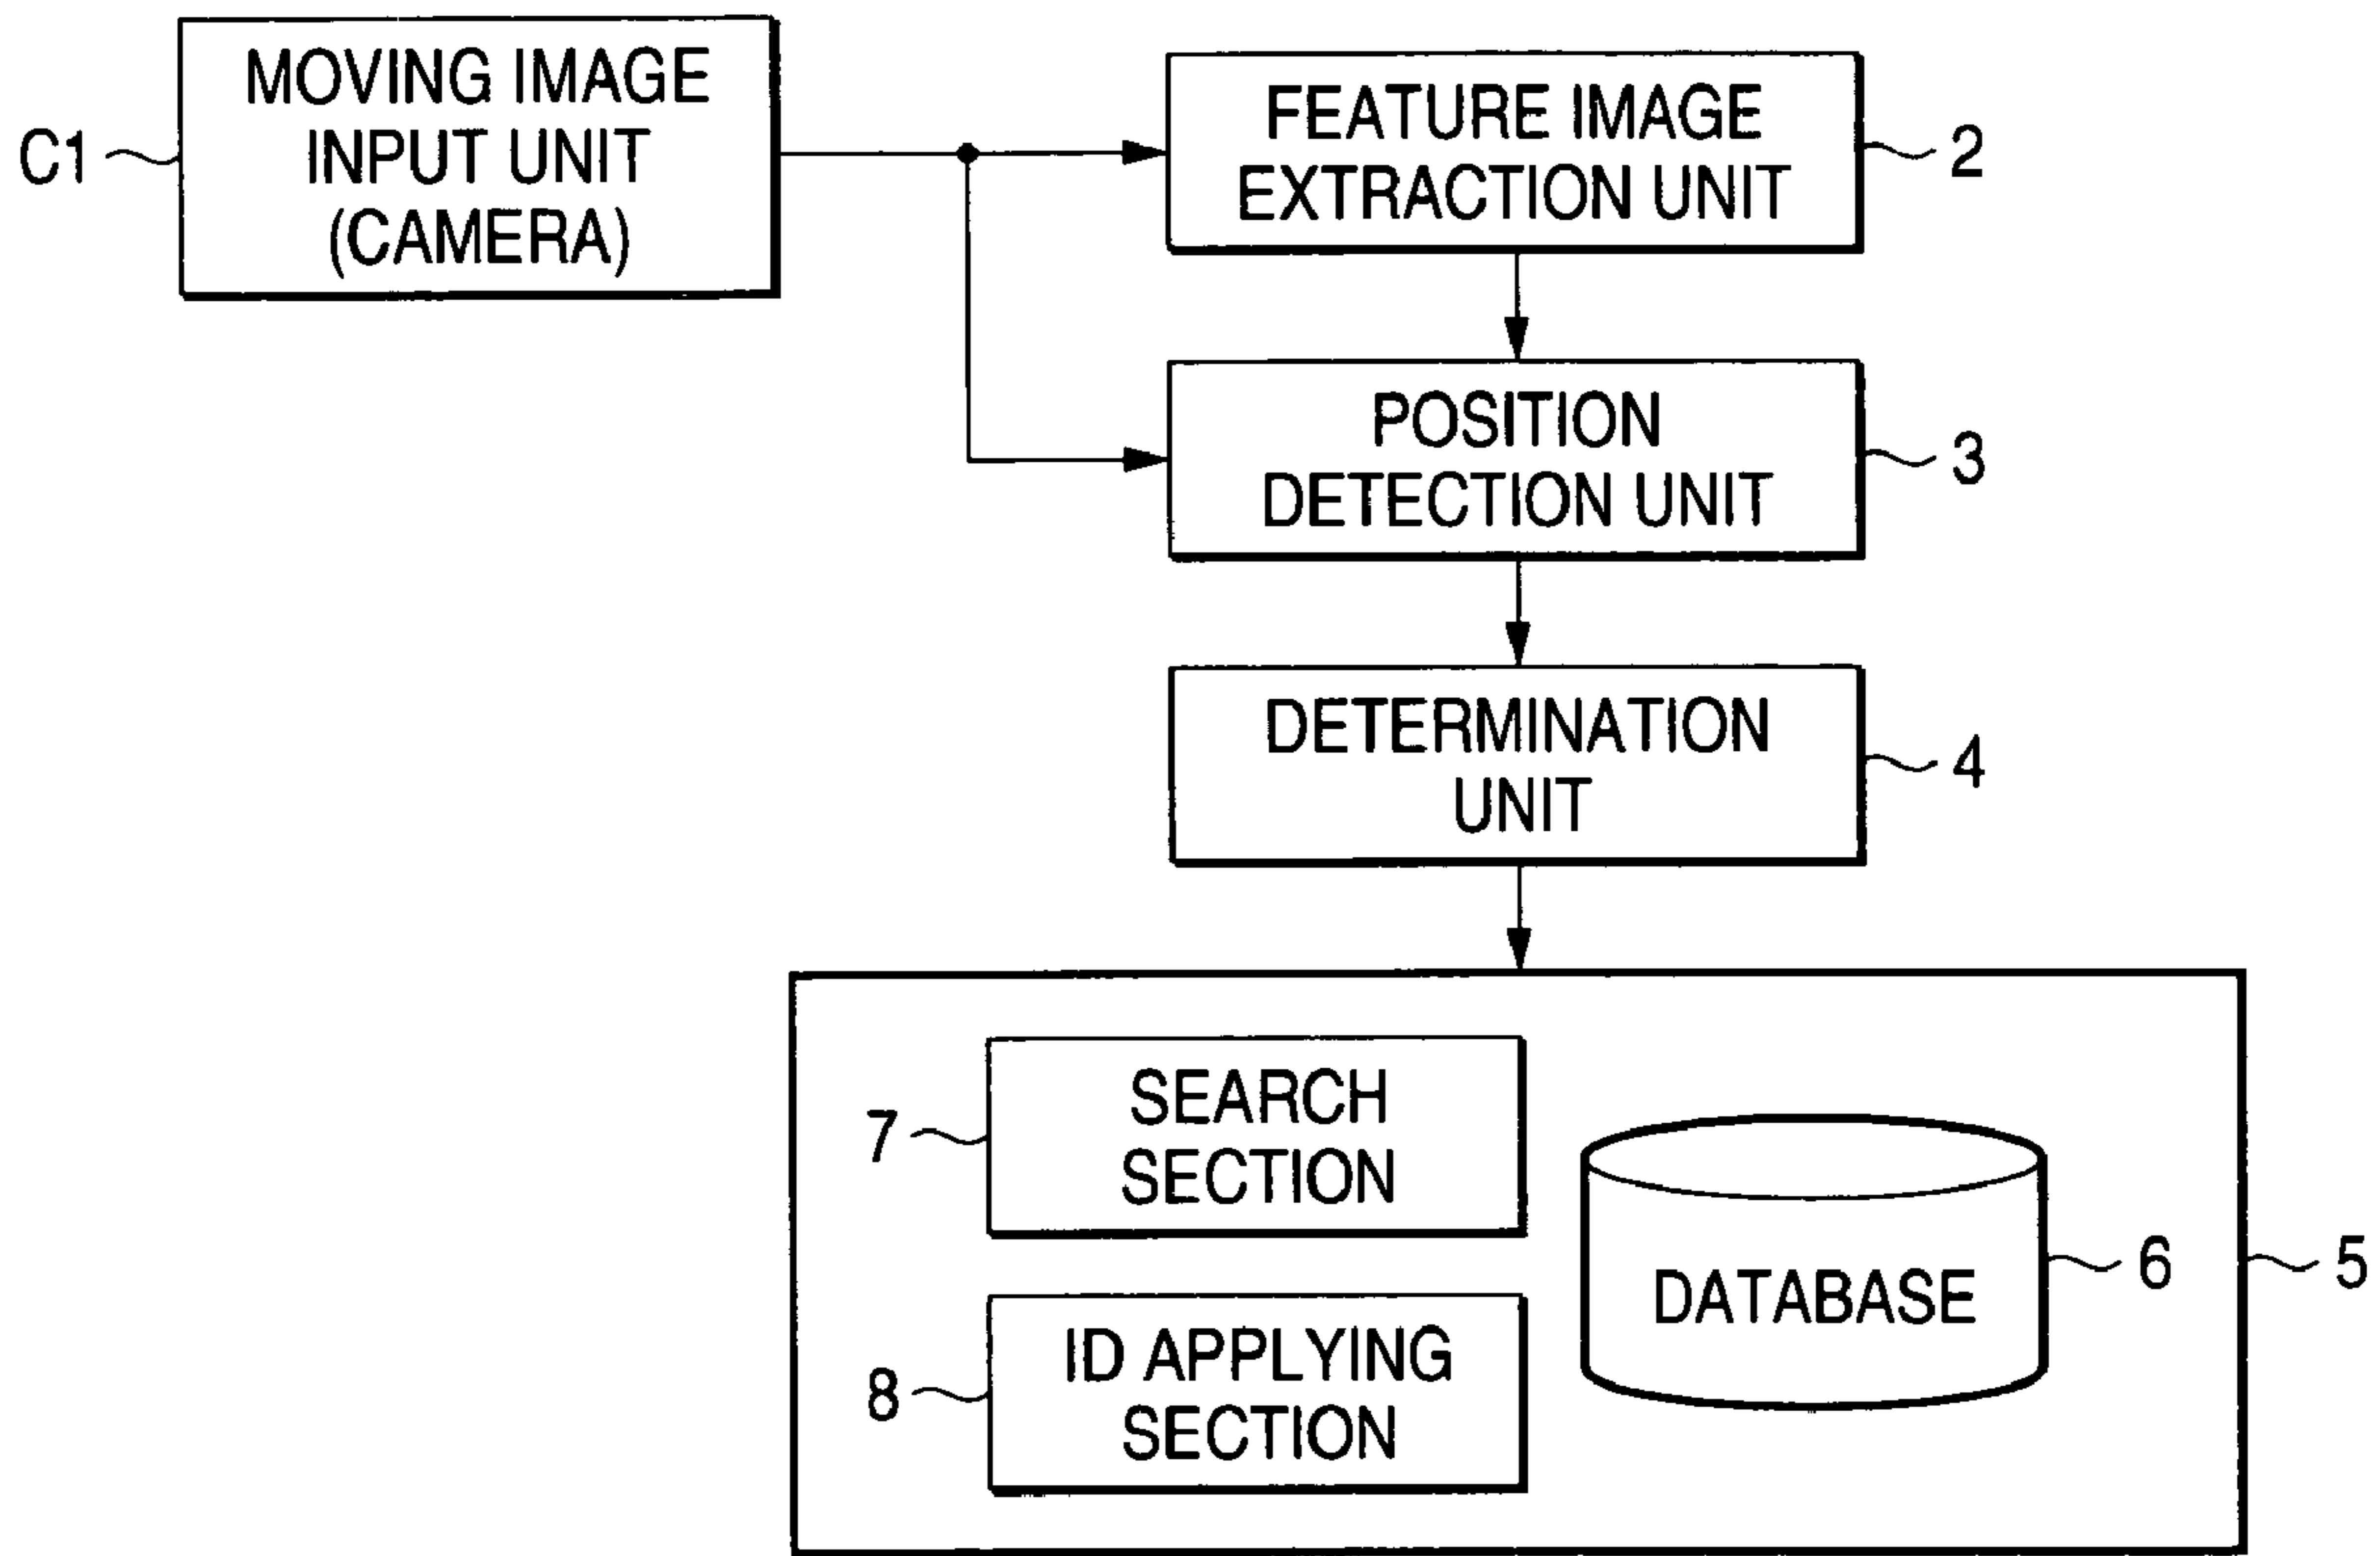 MOVING IMAGE
INPUT UNIT
(CAMERA)
C1
FEATURE IMAGE
EXTRACTION UNIT
2
POSITION
DETECTION UNIT
3
DETERMINATION
UNIT
4
SEARCH
SECTION
7
DATABASE
6
5
ID APPLYING
SECTION
8